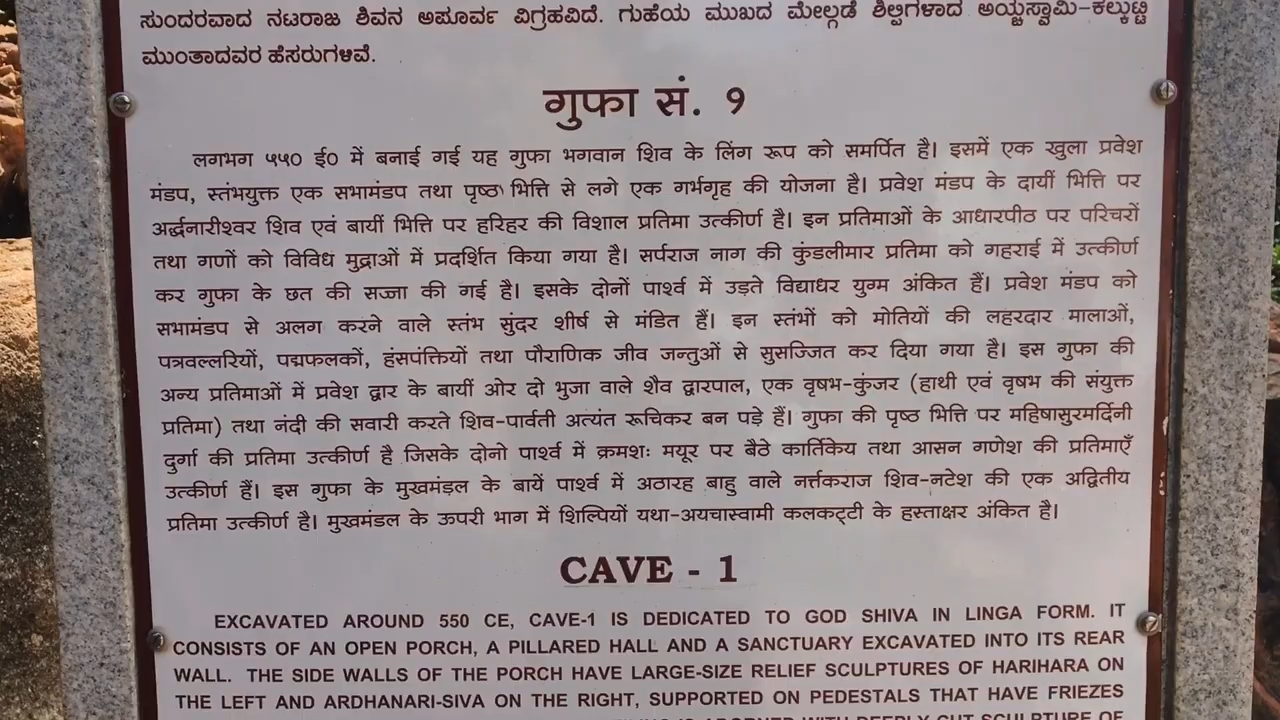 ಸುಂದರವಾದ ನಟರಾಜ ಶಿವನ ಅಪೂರ್ವ ವಿಗ್ರಹವಿದೆ. ಗುಹೆಯ ಮುಖದ ಮೇಲ್ಗಡೆ ಶಿಲ್ಪಿಗಳಾದ ಅಯ್ಚಸ್ವಾಮಿ-ಕಲ್ಕುಟ್ಟಿ
ಮುಂತಾದವರ ಹೆಸರುಗಳಿವೆ.
गुफा सं. १
लगभग ५५० ई० में बनाई गई यह गुफा भगवान शिव के लिंग रूप को समर्पित है। इसमें एक खुला प्रवेश
मंडप, स्तंभयुक्त एक सभामंडप तथा पृष्ठ भित्ति से लगे एक गर्भगृह की योजना है। प्रवेश मंडप के दायीं भित्ति पर
अर्द्धनारीश्वर शिव एवं बायीं भित्ति पर हरिहर की विशाल प्रतिमा उत्कीर्ण है। इन प्रतिमाओं के आधारपीठ पर परिचरों
तथा गणों को विविध मुद्राओं में प्रदर्शित किया गया है। सर्पराज नाग की कुंडलीमार प्रतिमा को गहराई में उत्कीर्ण
कर गुफा के छत की सज्जा की गई है। इसके दोनों पार्श्व में उड़ते विद्याधर युग्म अंकित हैं। प्रवेश मंडप को
सभामंडप से अलग करने वाले स्तंभ सुंदर शीर्ष से मंडित हैं। इन स्तंभों को मोतियों की लहरदार मालाओं,
पत्रवल्लरियों, पद्मफलकों, हंसपंक्तियों तथा पौराणिक जीव जन्तुओं से सुसज्जित कर दिया गया है। इस गुफा की
अन्य प्रतिमाओं में प्रवेश द्वार के बायीं ओर दो भुजा वाले शैव द्वारपाल, एक वृषभ-कुंजर (हाथी एवं वृषभ की संयुक्त
प्रतिमा) तथा नंदी की सवारी करते शिव-पार्वती अत्यंत रूचिकर बन पड़े हैं। गुफा की पृष्ठ भित्ति पर महिषासुरमर्दिनी
दुर्गा की प्रतिमा उत्कीर्ण है जिसके दोनो पार्श्व में क्रमशः मयूर पर बैठे कार्तिकेय तथा आसन गणेश की प्रतिमाएँ
उत्कीर्ण हैं। इस गुफा के मुखमंड़ल के बायें पार्श्व में अठारह बाहु वाले नर्त्तकराज शिव-नटेश की एक अद्वितीय
प्रतिमा उत्कीर्ण है। मुखमंडल के ऊपरी भाग में शिल्पियों यथा-अयचास्वामी कलकट्टी के हस्ताक्षर अंकित है।
CAVE - 1
EXCAVATED AROUND 550 CE, CAVE-1 IS DEDICATED TO GOD SHIVA IN LINGA FORM. IT
CONSISTS OF AN OPEN PORCH, A PILLARED HALL AND A SANCTUARY EXCAVATED INTO ITS REAR
WALL. THE SIDE WALLS OF THE PORCH HAVE LARGE-SIZE RELIEF SCULPTURES OF HARIHARA ON
THE LEFT AND ARDHANARI-SIVA ON THE RIGHT, SUPPORTED ON PEDESTALS THAT HAVE FRIEZES
IS ADORNED WITH DEEPLY CUT SCULPTURE OF